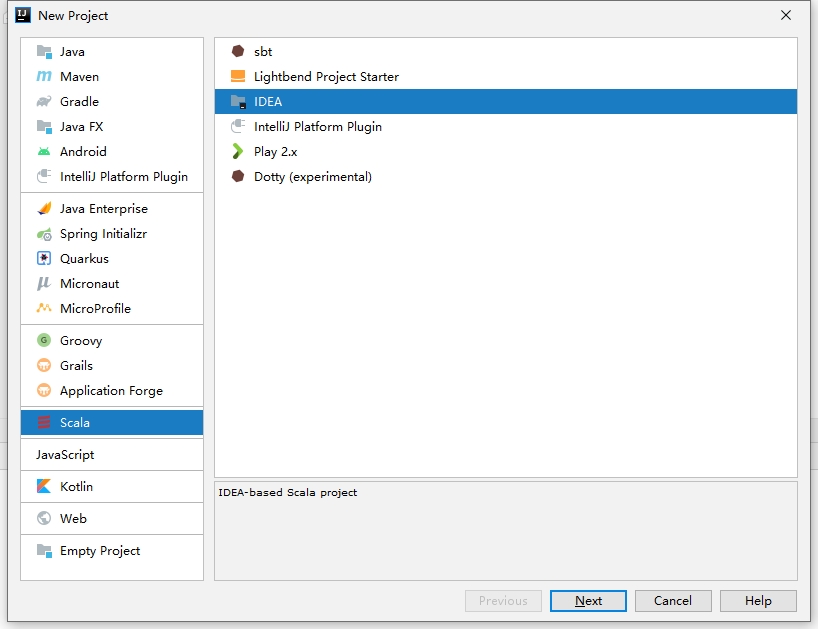 New Project
Java
Maven
Gradle
Java FX
Android
IntelliJ Platform Plugin
Java Enterprise
Spring Initializr
Quarkus
Micronaut
MicroProfile
Groovy
Grails
Application Forge
Scala
JavaScript
Kotlin
Web
Empty Project
sbt
Lightbend Project Starter
IDEA
IntelliJ Platform Plugin
Play 2.x
Dotty (experimental)
IDEA-based Scala project
Previous
Next
Cancel
Help